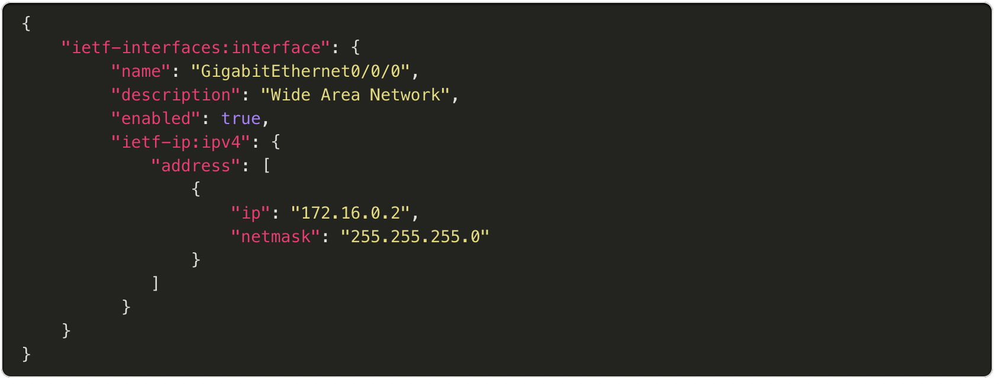 {
    "ietf-interfaces:interface": {
         "name": "GigabitEthernet0/0/0",
         "description": "Wide Area Network",
         "enabled": true,
         "ietf-ip:ipv4": {
             "address": [
                 {
                     "ip": "172.16.0.2",
                     "netmask": "255.255.255.0"
                 }
             ]
          }
    }
}